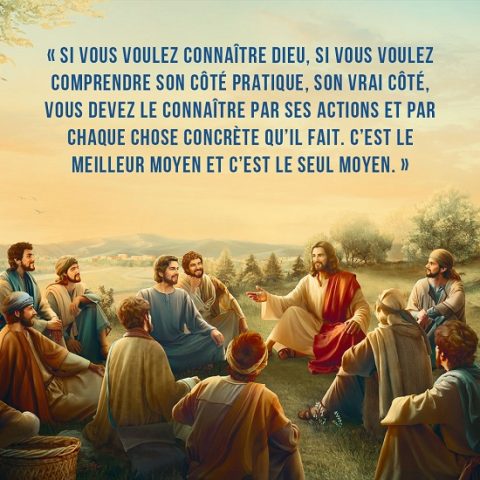 « SI VOUS VOULEZ CONNAÎTRE DIEU, SI VOUS VOULEZ
COMPRENDRE SON CÔTÉ PRATIQUE, SON VRAI CÔTÉ,
VOUS DEVEZ LE CONNAÎTRE PAR SES ACTIONS ET PAR
CHAQUE CHOSE CONCRÈTE QU'IL FAIT. C'EST LE
MEILLEUR MOYEN ET C'EST LE SEUL MOYEN. »